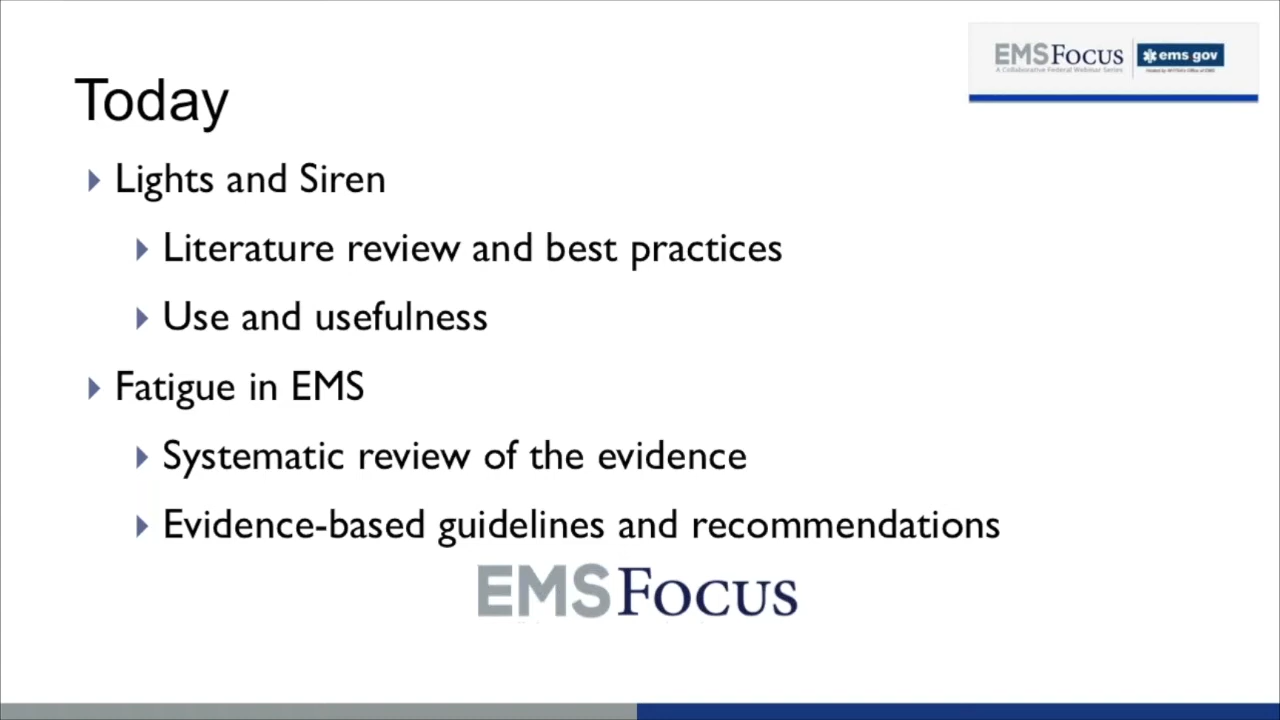 EMSFOCUS
ems gov
A Collaborative Federal Webinar Series
Today
Lights and Siren
Literature review and best practices
Use and usefulness
Fatigue in EMS
Systematic review of the evidence
Evidence-based guidelines and recommendations
EMSFOCUS